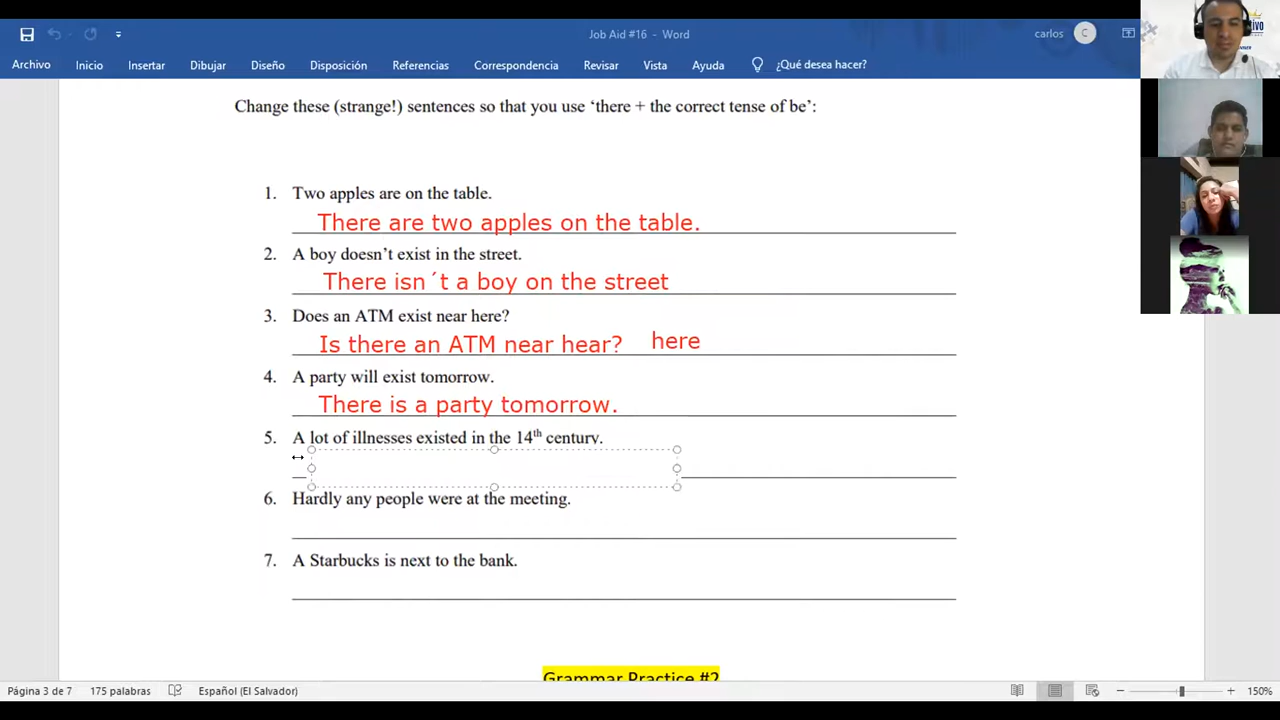 Job Aid #16 - Word
carlos
C
Archivo Inicio Insertar Dibujar Diseño Disposición Referencias Correspondencia Revisar Vista Ayuda ¿Qué desea hacer?
Change these (strange!) sentences so that you use ‘there + the correct tense of be’:
1. Two apples are on the table.
There are two apples on the table.
2. A boy doesn’t exist in the street.
There isn´t a boy on the street
3. Does an ATM exist near here?
Is there an ATM near hear? here
4. A party will exist tomorrow.
There is a party tomorrow.
5. A lot of illnesses existed in the 14th century.
6. Hardly any people were at the meeting.
7. A Starbucks is next to the bank.
Grammar Practice #2
Página 3 de 7 175 palabras Español (El Salvador) 150%